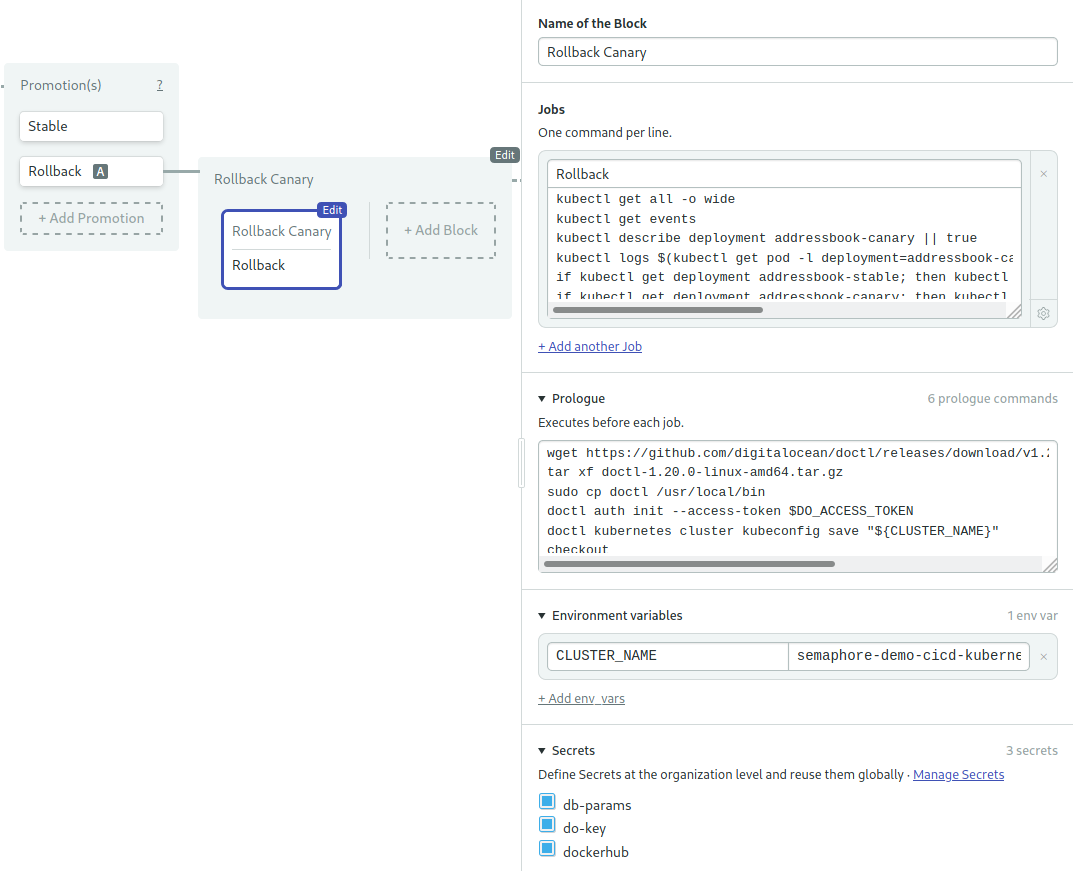 Promotion(s) ?
Stable
Rollback A
+ Add Promotion
Edit
Rollback Canary
Edit
Rollback Canary
Rollback
+ Add Block
Name of the Block
Rollback Canary
Jobs
One command per line.
Rollback ×
kubectl get all -o wide
kubectl get events
kubectl describe deployment addressbook-canary || true
kubectl logs $(kubectl get pod -l deployment=addressbook-ca
if kubectl get deployment addressbook-stable; then kubectl
if kubectl get deployment addressbook-canary; then kubectl
+ Add another Job
▼ Prologue 6 prologue commands
Executes before each job.
wget https://github.com/digitalocean/doctl/releases/download/v1.2
tar xf doctl-1.20.0-linux-amd64.tar.gz
sudo cp doctl /usr/local/bin
doctl auth init --access-token $DO_ACCESS_TOKEN
doctl kubernetes cluster kubeconfig save "${CLUSTER_NAME}"
checkout
▼ Environment variables 1 env var
CLUSTER_NAME semaphore-demo-cicd-kuberne ×
+ Add env_vars
▼ Secrets 3 secrets
Define Secrets at the organization level and reuse them globally · Manage Secrets
db-params
do-key
dockerhub